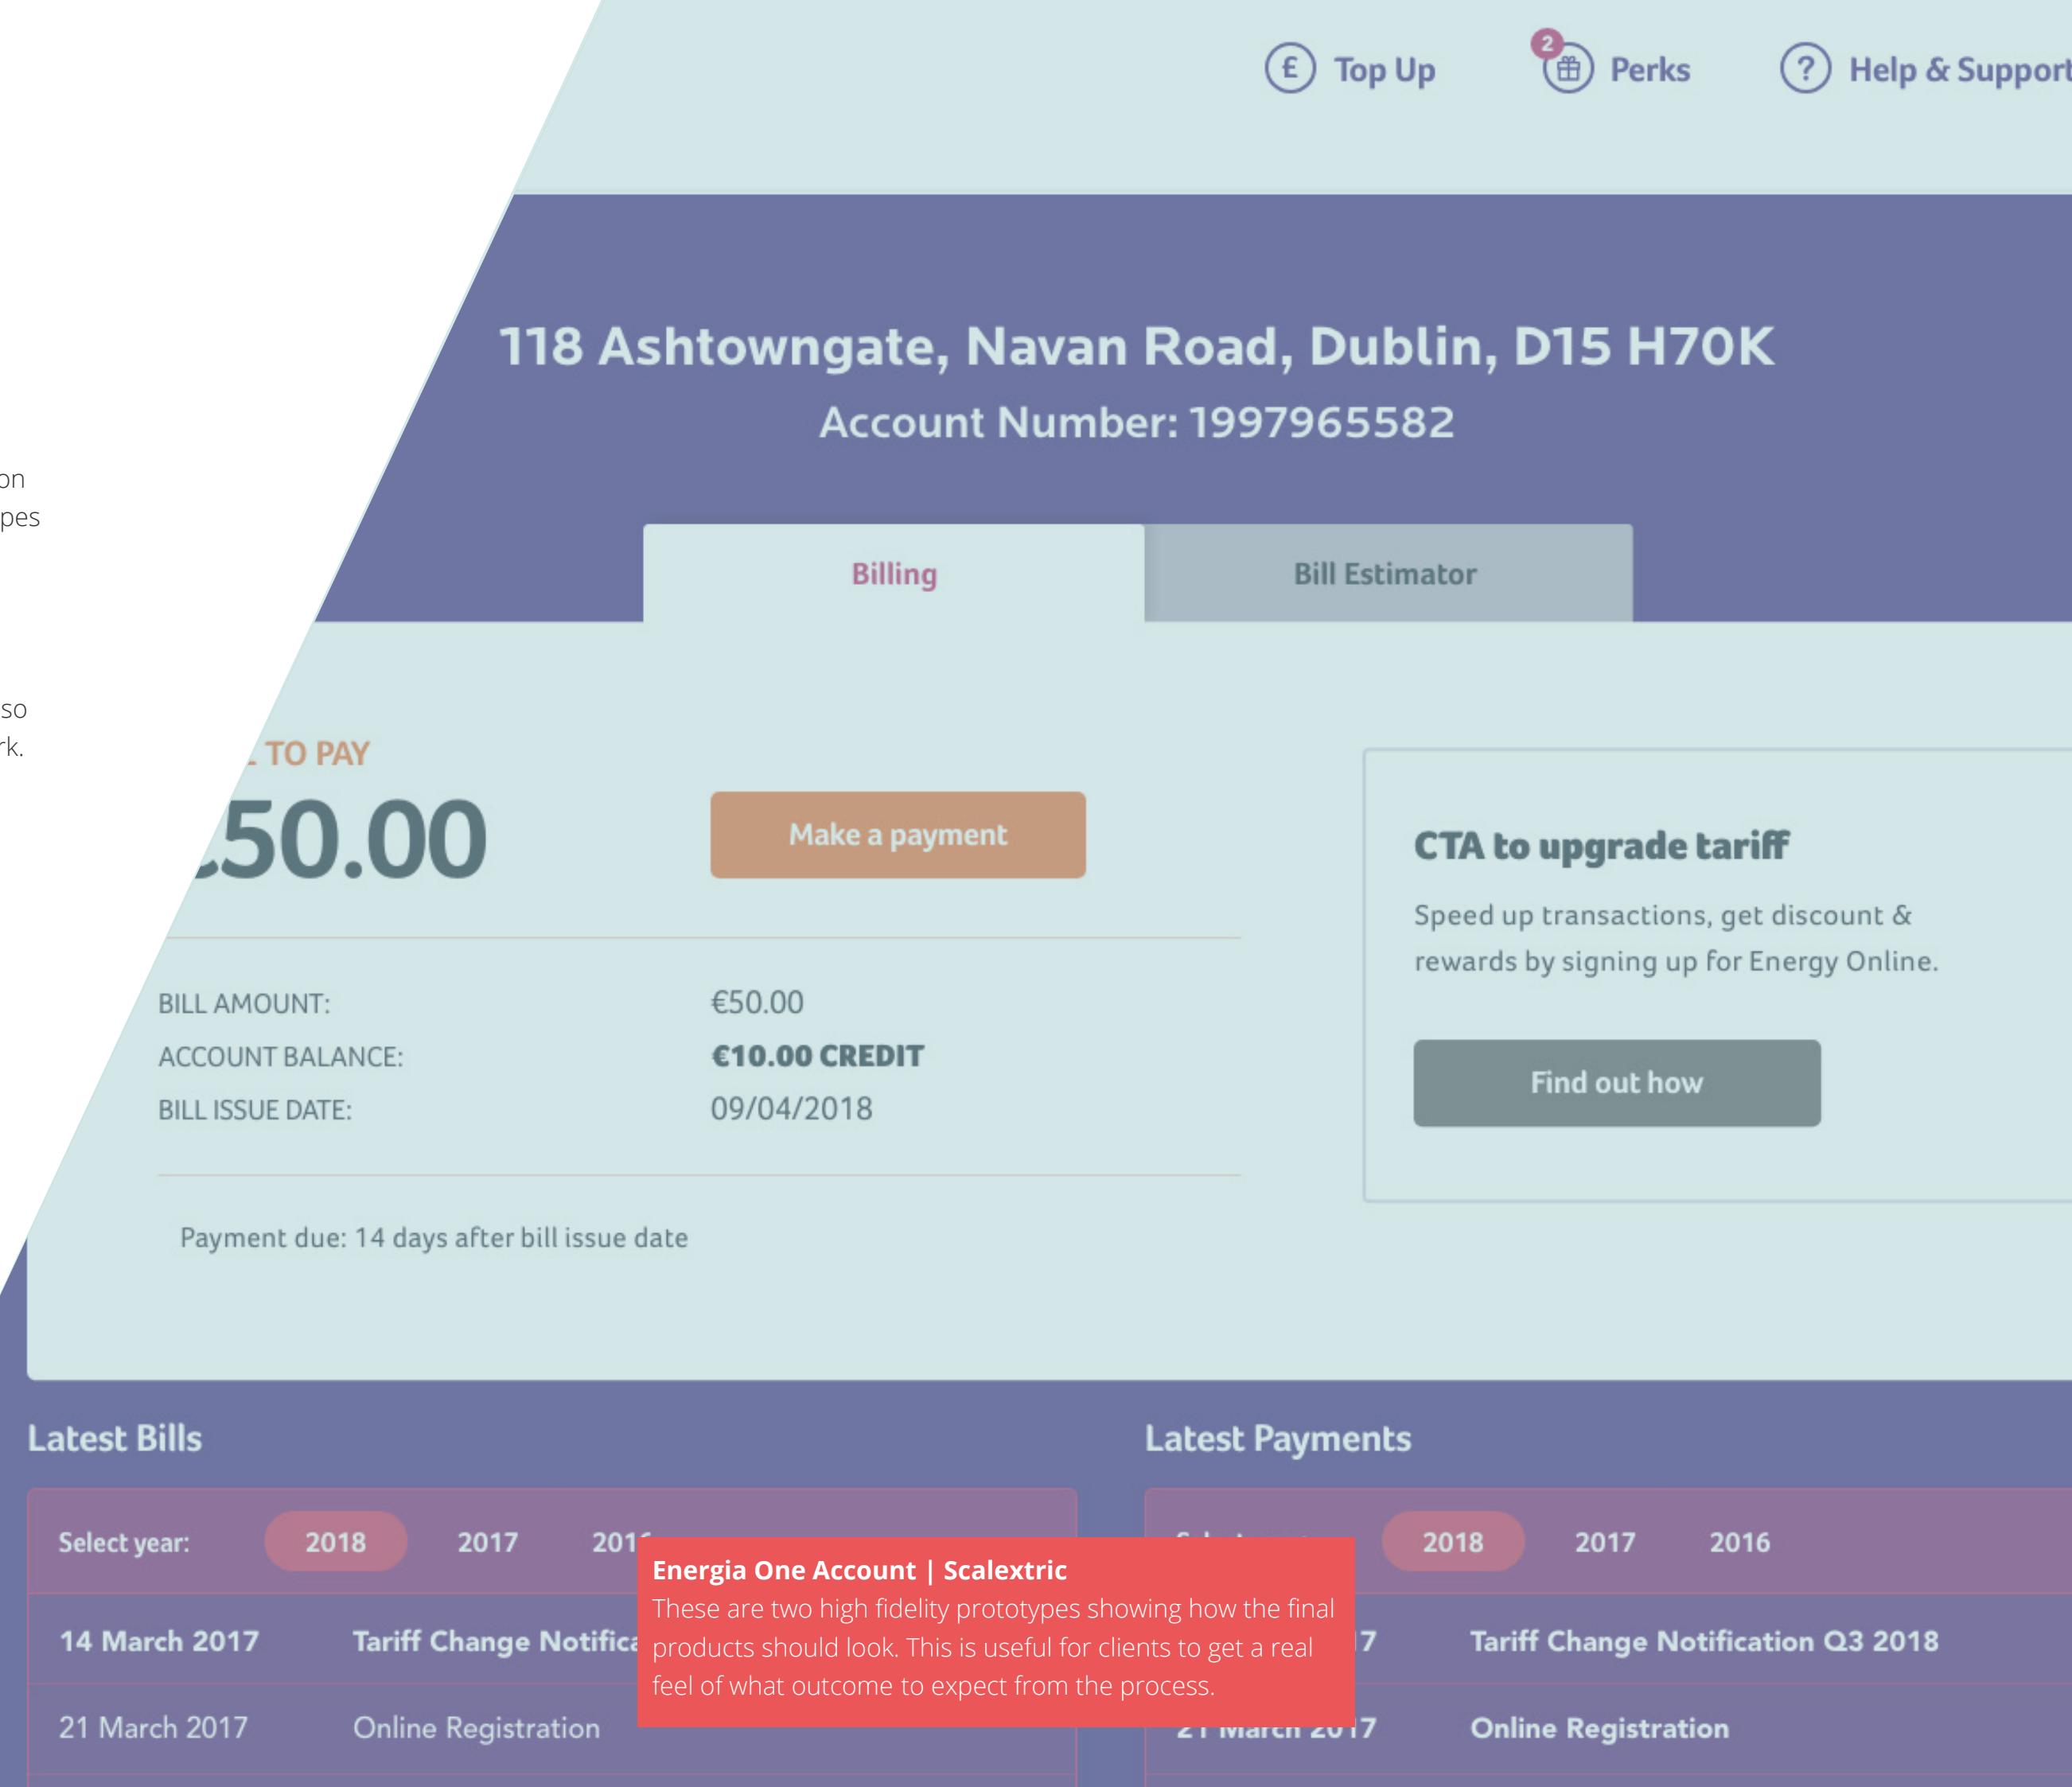 £ Top Up
2 Perks
? Help & Support
118 Ashtowngate, Navan Road, Dublin, D15 H70K
Account Number: 1997965582
on
pes
Billing
Bill Estimator
so
rk.
TO PAY
50.00
Make a payment
CTA to upgrade tariff
Speed up transactions, get discount &
rewards by signing up for Energy Online.
Find out how
BILL AMOUNT: €50.00
ACCOUNT BALANCE: €10.00 CREDIT
BILL ISSUE DATE: 09/04/2018
Payment due: 14 days after bill issue date
Latest Bills
Select year: 2018 2017 201
14 March 2017 Tariff Change Notifica
21 March 2017 Online Registration
Latest Payments
2018 2017 2016
17 Tariff Change Notification Q3 2018
21 March 2017 Online Registration
Energia One Account | Scalextric
These are two high fidelity prototypes showing how the final
products should look. This is useful for clients to get a real
feel of what outcome to expect from the process.